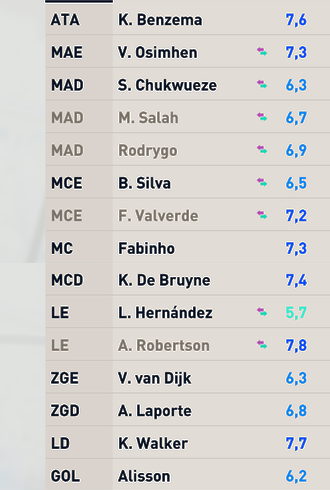 ATA K. Benzema 7,6
MAE V. Osimhen 7,3
MAD S. Chukwueze 6,3
MAD M. Salah 6,7
MAD Rodrygo 6,9
MCE B. Silva 6,5
MCE F. Valverde 7,2
MC Fabinho 7,3
MCD K. De Bruyne 7,4
LE L. Hernández 5,7
LE A. Robertson 7,8
ZGE V. van Dijk 6,3
ZGD A. Laporte 6,8
LD K. Walker 7,7
GOL Alisson 6,2